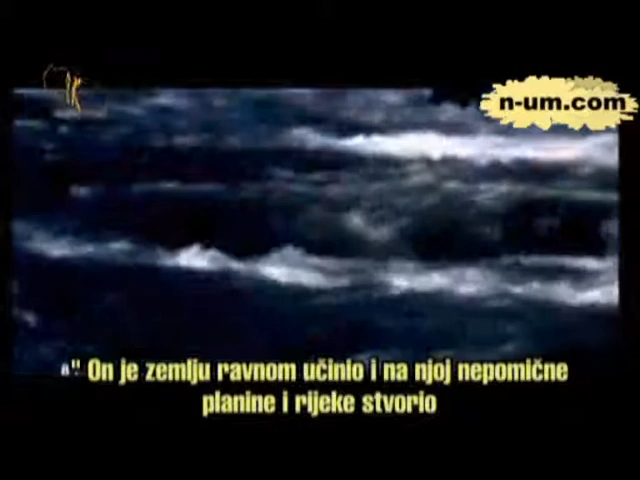 n-um.com
" On je zemlju ravnom učinio i na njoj nepomične
planine i rijeke stvorio